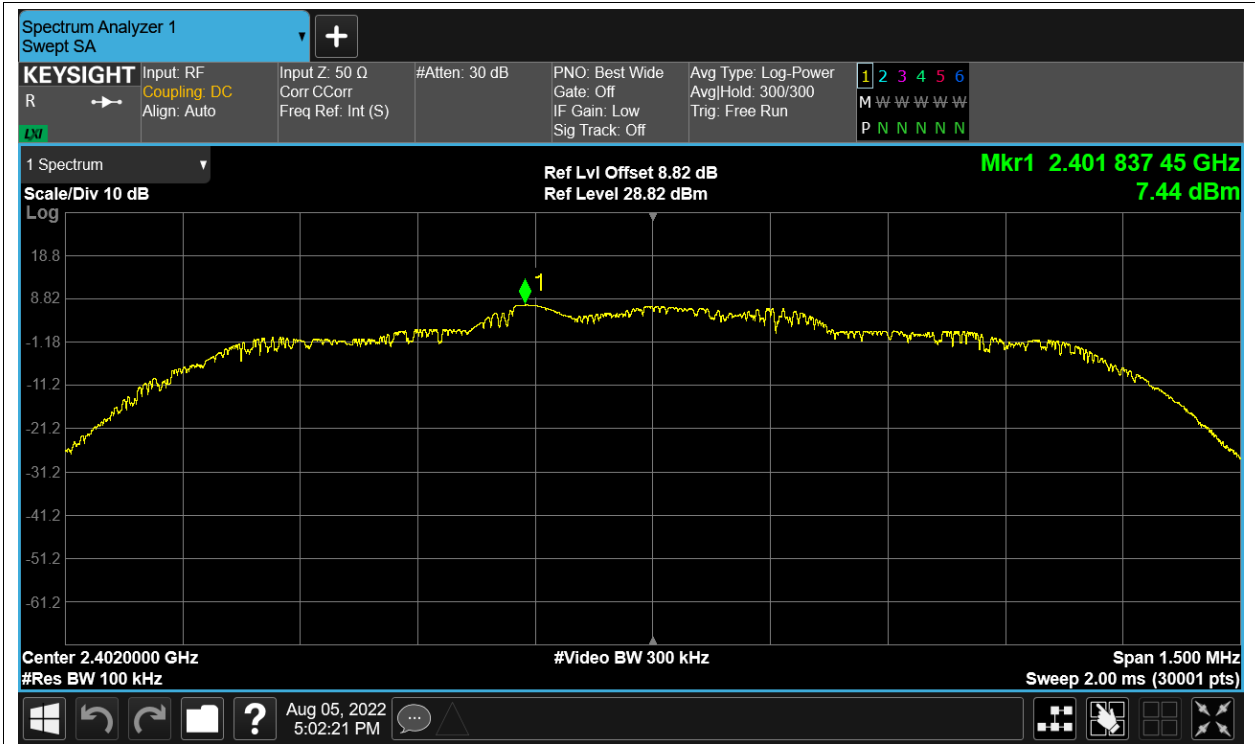 Spectrum Analyzer 1
Swept SA
KEYSIGHT
R
LXI
Input: RF
Coupling: DC
Align: Auto
Input Z: 50 Ω
Corr CCorr
Freq Ref: Int (S)
#Atten: 30 dB
PNO: Best Wide
Gate: Off
IF Gain: Low
Sig Track: Off
Avg Type: Log-Power
Avg|Hold: 300/300
Trig: Free Run
1 2 3 4 5 6
M W W W W W
P N N N N N
1 Spectrum
Scale/Div 10 dB
Ref Lvl Offset 8.82 dB
Ref Level 28.82 dBm
Mkr1 2.401 837 45 GHz
7.44 dBm
Log
18.8
8.82
-1.18
-11.2
-21.2
-31.2
-41.2
-51.2
-61.2
1
Center 2.4020000 GHz
#Res BW 100 kHz
#Video BW 300 kHz
Span 1.500 MHz
Sweep 2.00 ms (30001 pts)
?
Aug 05, 2022
5:02:21 PM